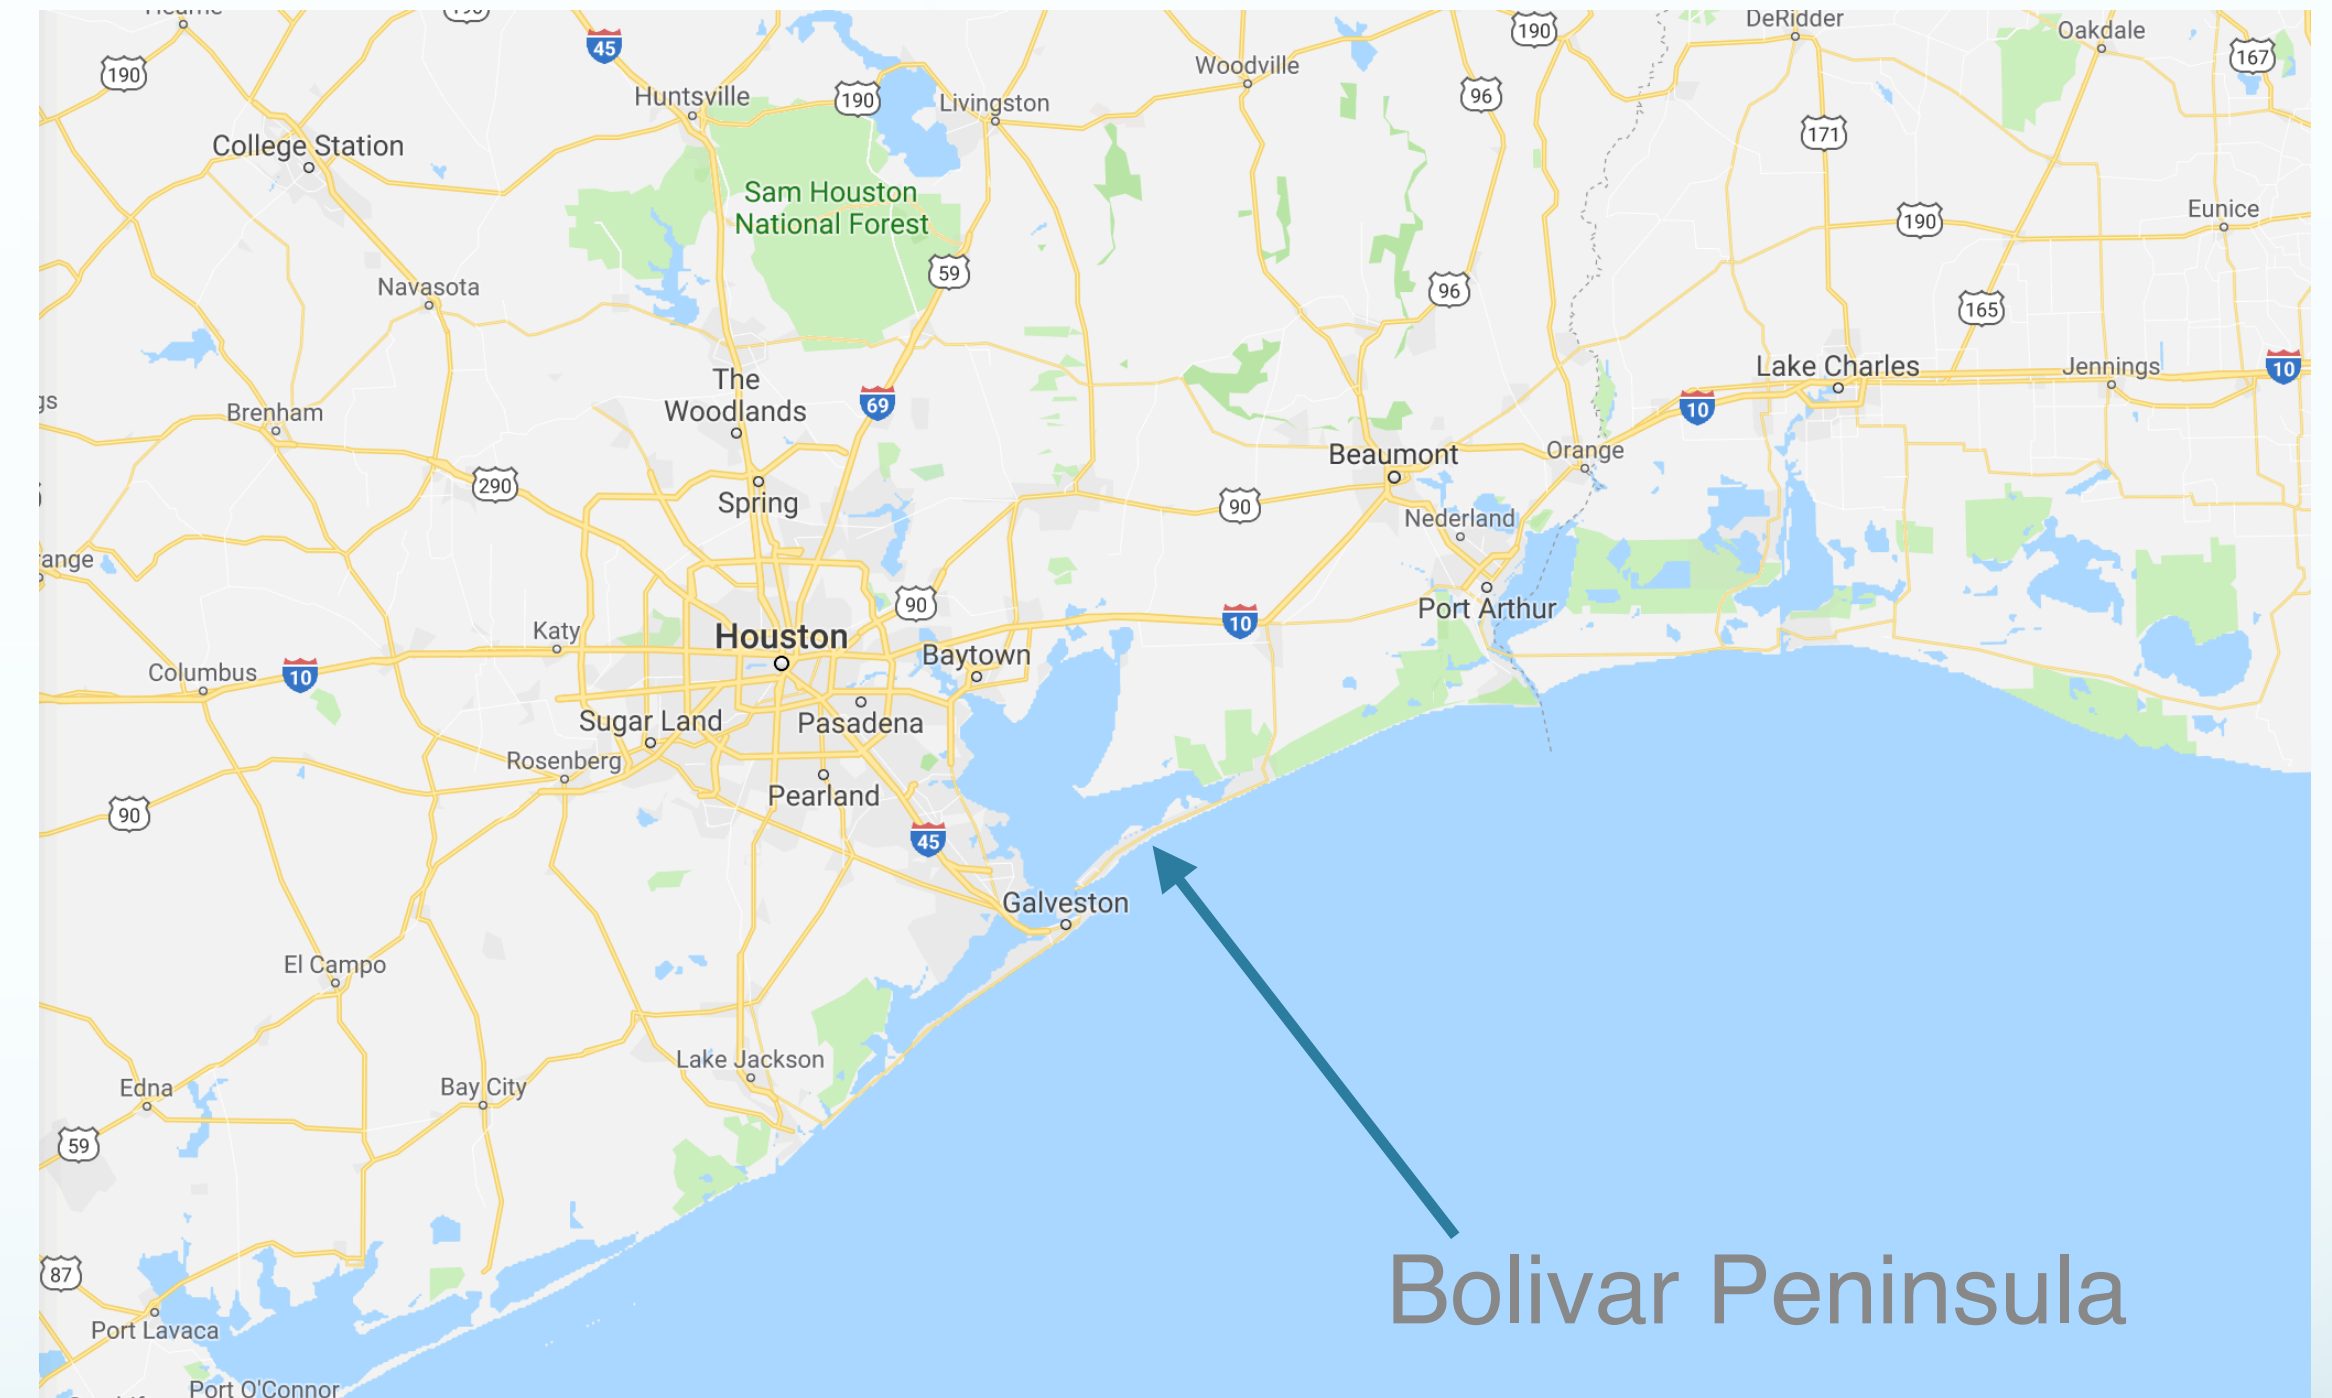 DeRidder
Oakdale
190
167
45
190
Woodville
Huntsville
190
Livingston
96
College Station
171
Sam Houston
National Forest
190
Eunice
59
Navasota
96
165
Lake Charles
Jennings
10
The
Woodlands
69
10
Brenham
Beaumont
Orange
290
Spring
90
Nederland
90
Port Arthur
10
Katy
Houston
Baytown
Columbus
10
Sugar Land
Pasadena
Rosenberg
Pearland
90
45
Galveston
El Campo
Lake Jackson
Edna
Bay City
59
87
Bolivar Peninsula
Port Lavaca
Port O'Connor